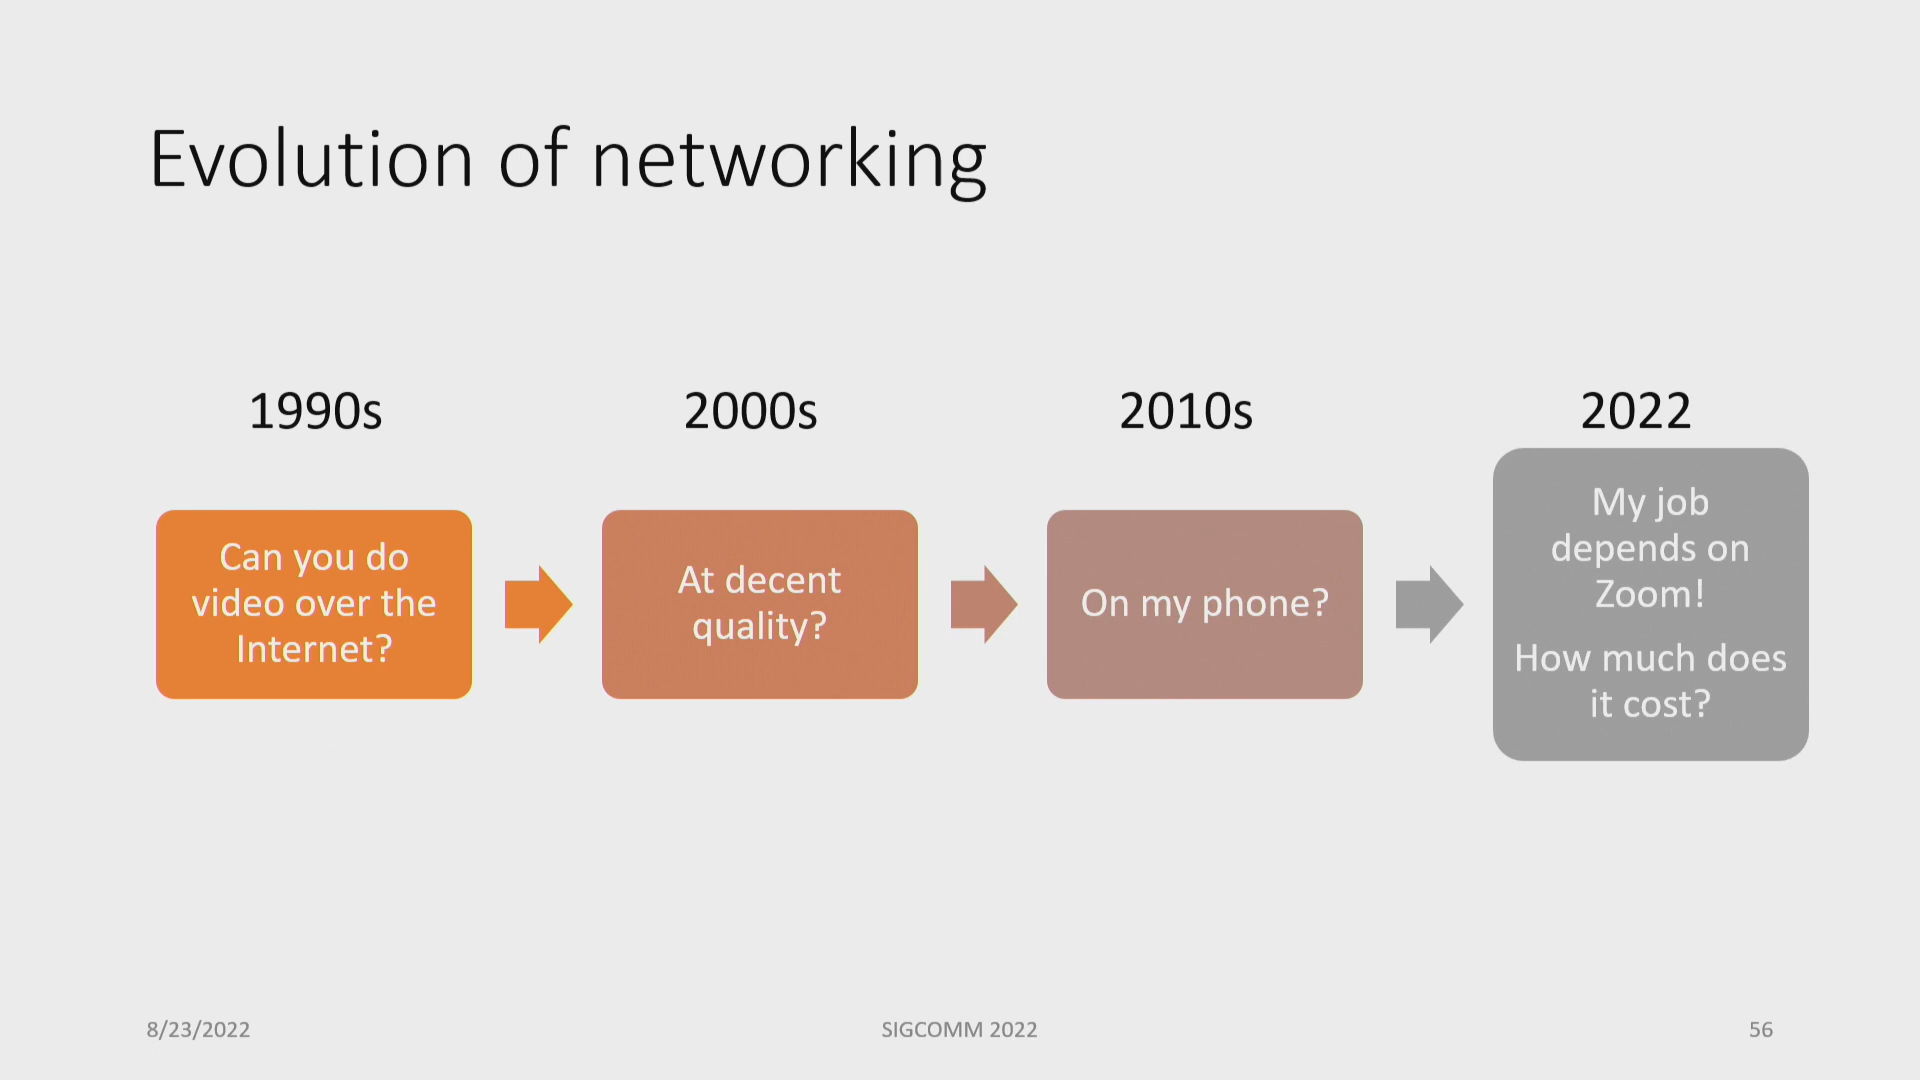 Evolution of networking
1990s
2000s
2010s
2022
Can you do
video over the
Internet?
At decent
quality?
On my phone?
My job
depends on
Zoom!
How much does
it cost?
8/23/2022
SIGCOMM 2022
56